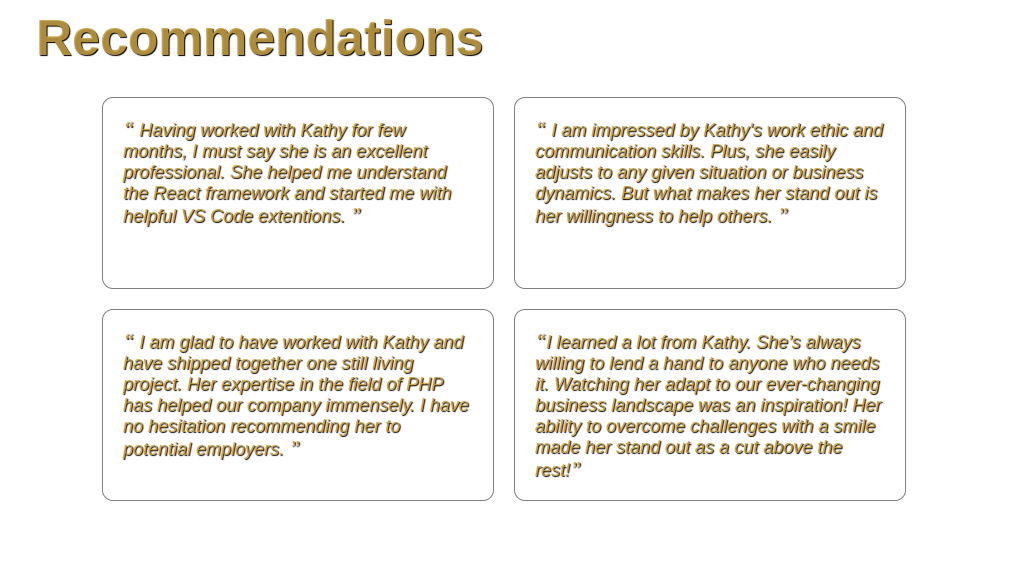 Recommendations
“ Having worked with Kathy for few
months, I must say she is an excellent
professional. She helped me understand
the React framework and started me with
helpful VS Code extentions. ”
“ I am impressed by Kathy's work ethic and
communication skills. Plus, she easily
adjusts to any given situation or business
dynamics. But what makes her stand out is
her willingness to help others. ”
“ I am glad to have worked with Kathy and
have shipped together one still living
project. Her expertise in the field of PHP
has helped our company immensely. I have
no hesitation recommending her to
potential employers. ”
“I learned a lot from Kathy. She’s always
willing to lend a hand to anyone who needs
it. Watching her adapt to our ever-changing
business landscape was an inspiration! Her
ability to overcome challenges with a smile
made her stand out as a cut above the
rest!”